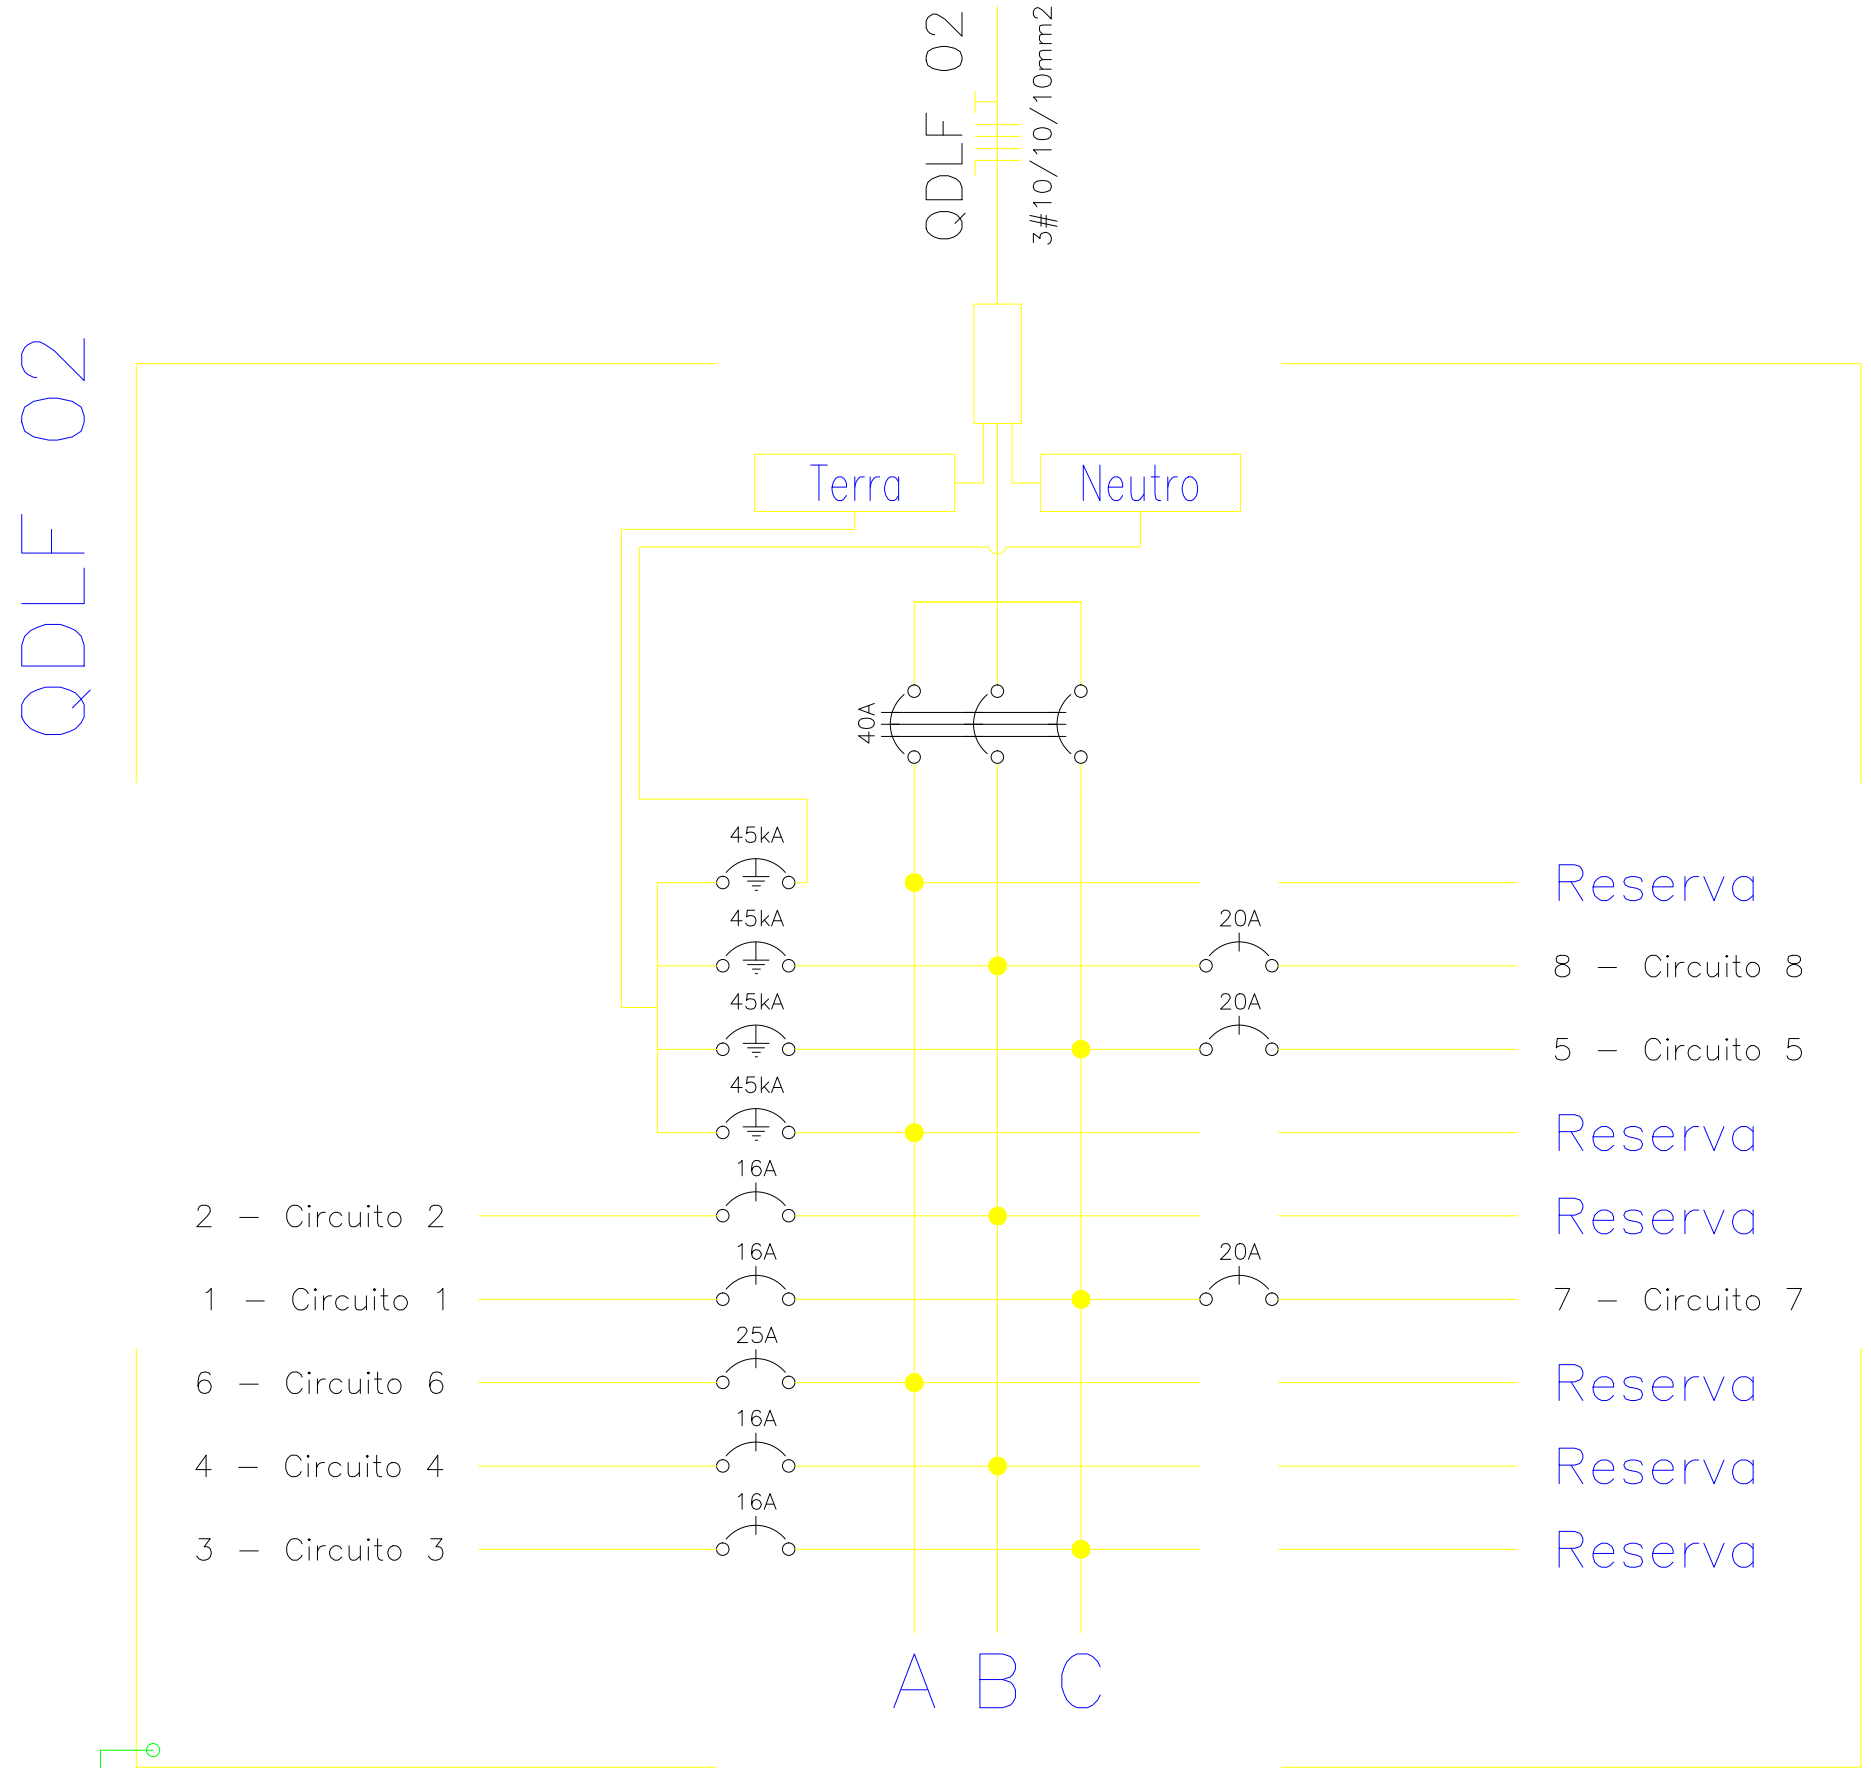 QDLF 02
3#10/10/10mm2
QDLF 02
Terra
Neutro
40A
45kA
Reserva
45kA
20A
8 - Circuito 8
45kA
20A
5 - Circuito 5
45kA
Reserva
2 - Circuito 2
16A
Reserva
1 - Circuito 1
16A
20A
7 - Circuito 7
6 - Circuito 6
25A
Reserva
4 - Circuito 4
16A
Reserva
3 - Circuito 3
16A
Reserva
A B C